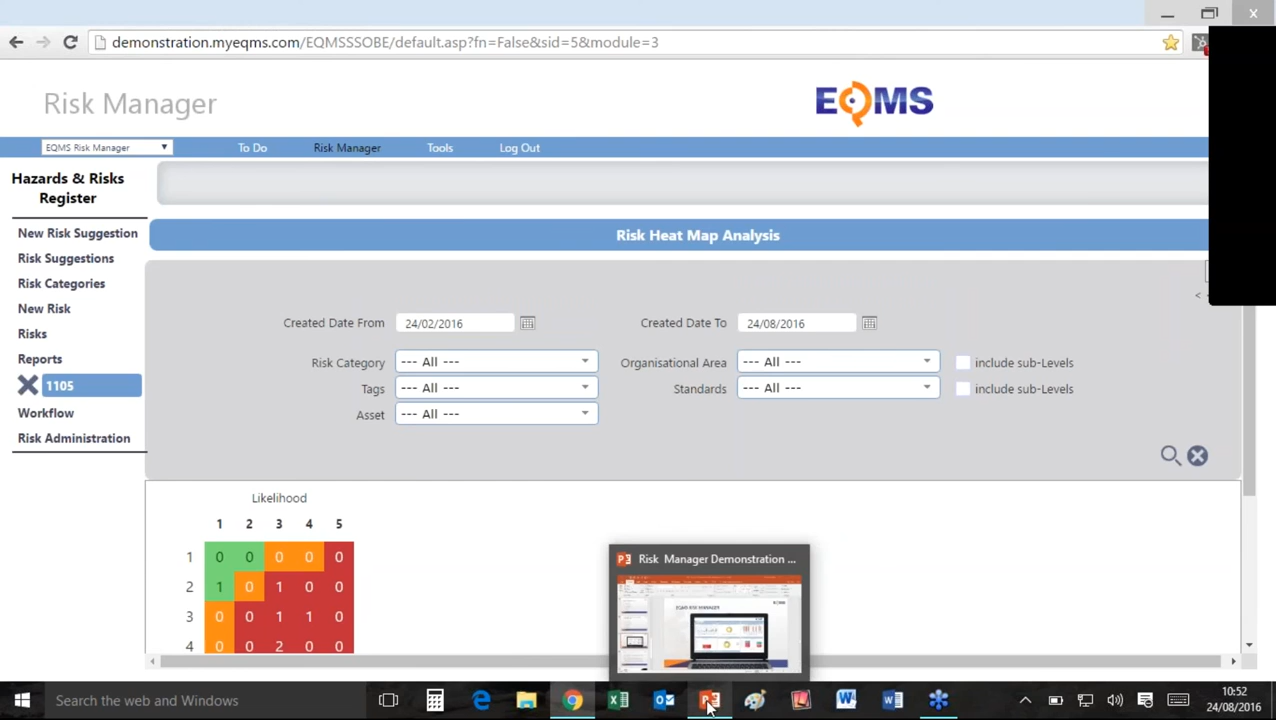 demonstration.myeqms.com/EQMSSSOBE/default.asp?fn=False&sid=5&module=3
Risk Manager
EQMS
EQMS Risk Manager
To Do
Risk Manager
Tools
Log Out
Hazards & Risks
Register
New Risk Suggestion
Risk Suggestions
Risk Categories
New Risk
Risks
Reports
1105
Workflow
Risk Administration
Risk Heat Map Analysis
<
Created Date From
24/02/2016
Created Date To
24/08/2016
Risk Category
--- All ---
Organisational Area
--- All ---
include sub-Levels
Tags
--- All ---
Standards
--- All ---
include sub-Levels
Asset
--- All ---
Likelihood
1 2 3 4 5
1 0 0 0 0 0
2 1 0 1 0 0
3 0 0 1 1 0
4 0 0 2 0 0
Risk Manager Demonstration ...
EQMS RISK MANAGER
EQMS
Search the web and Windows
10:52
24/08/2016